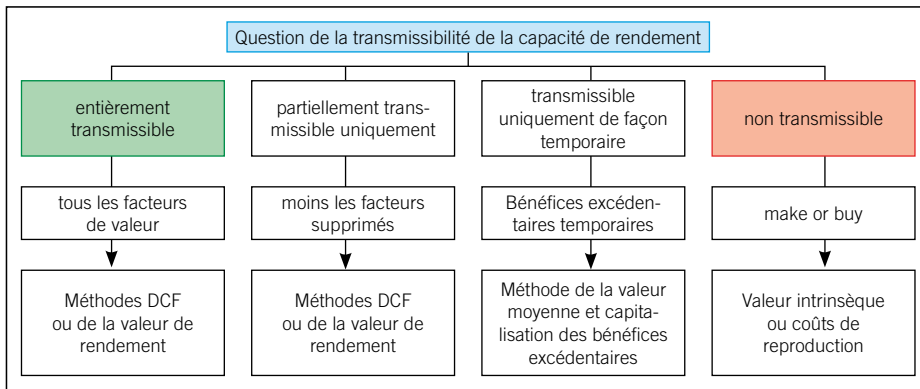 Question de la transmissibilité de la capacité de rendement
entièrement
transmissible
partiellement trans-
missible uniquement
transmissible
uniquement de façon
temporaire
non transmissible
tous les facteurs
de valeur
moins les facteurs
supprimés
Bénéfices excéden-
taires temporaires
make or buy
Méthodes DCF
ou de la valeur de
rendement
Méthodes DCF
ou de la valeur de
rendement
Méthode de la valeur
moyenne et capita-
lisation des bénéfices
excédentaires
Valeur intrinsèque
ou coûts de
reproduction